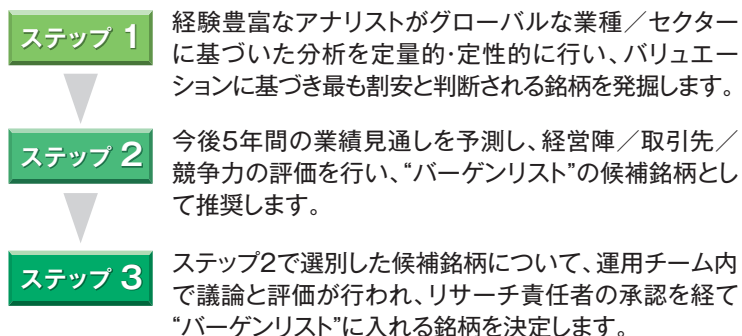 ステップ 1
経験豊富なアナリストがグローバルな業種／セクター
に基づいた分析を定量的・定性的に行い、バリュエー
ションに基づき最も割安と判断される銘柄を発掘します。
ステップ 2
今後5年間の業績見通しを予測し、経営陣／取引先／
競争力の評価を行い、“バーゲンリスト”の候補銘柄とし
て推奨します。
ステップ 3
ステップ2で選別した候補銘柄について、運用チーム内
で議論と評価が行われ、リサーチ責任者の承認を経て
“バーゲンリスト”に入れる銘柄を決定します。